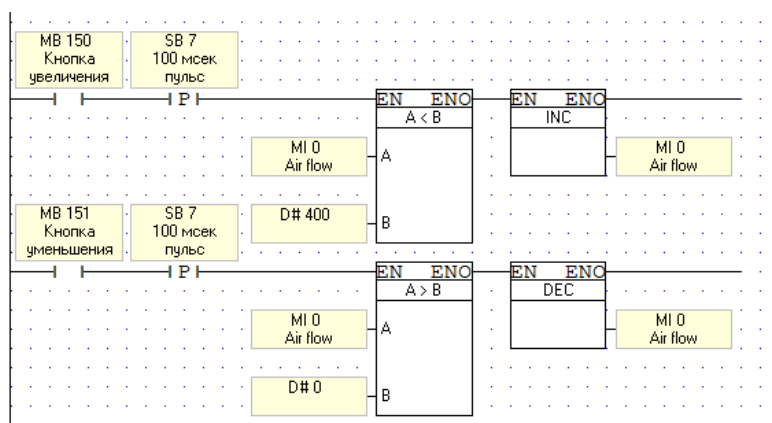 MB 150
Кнопка
увеличения
SB 7
100 мсек
пульс
P
EN ENO
A < B
EN ENO
INC
MI 0
Air flow
A
MI 0
Air flow
D# 400
B
MB 151
Кнопка
уменьшения
SB 7
100 мсек
пульс
P
EN ENO
A > B
EN ENO
DEC
MI 0
Air flow
A
MI 0
Air flow
D# 0
B